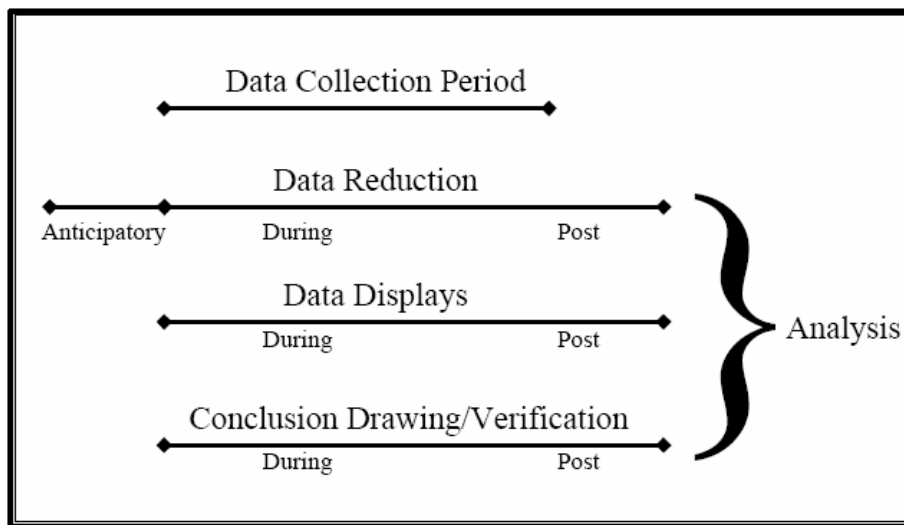 Data Collection Period
Data Reduction
Anticipatory During Post
Data Displays
During Post
Analysis
Conclusion Drawing/Verification
During Post